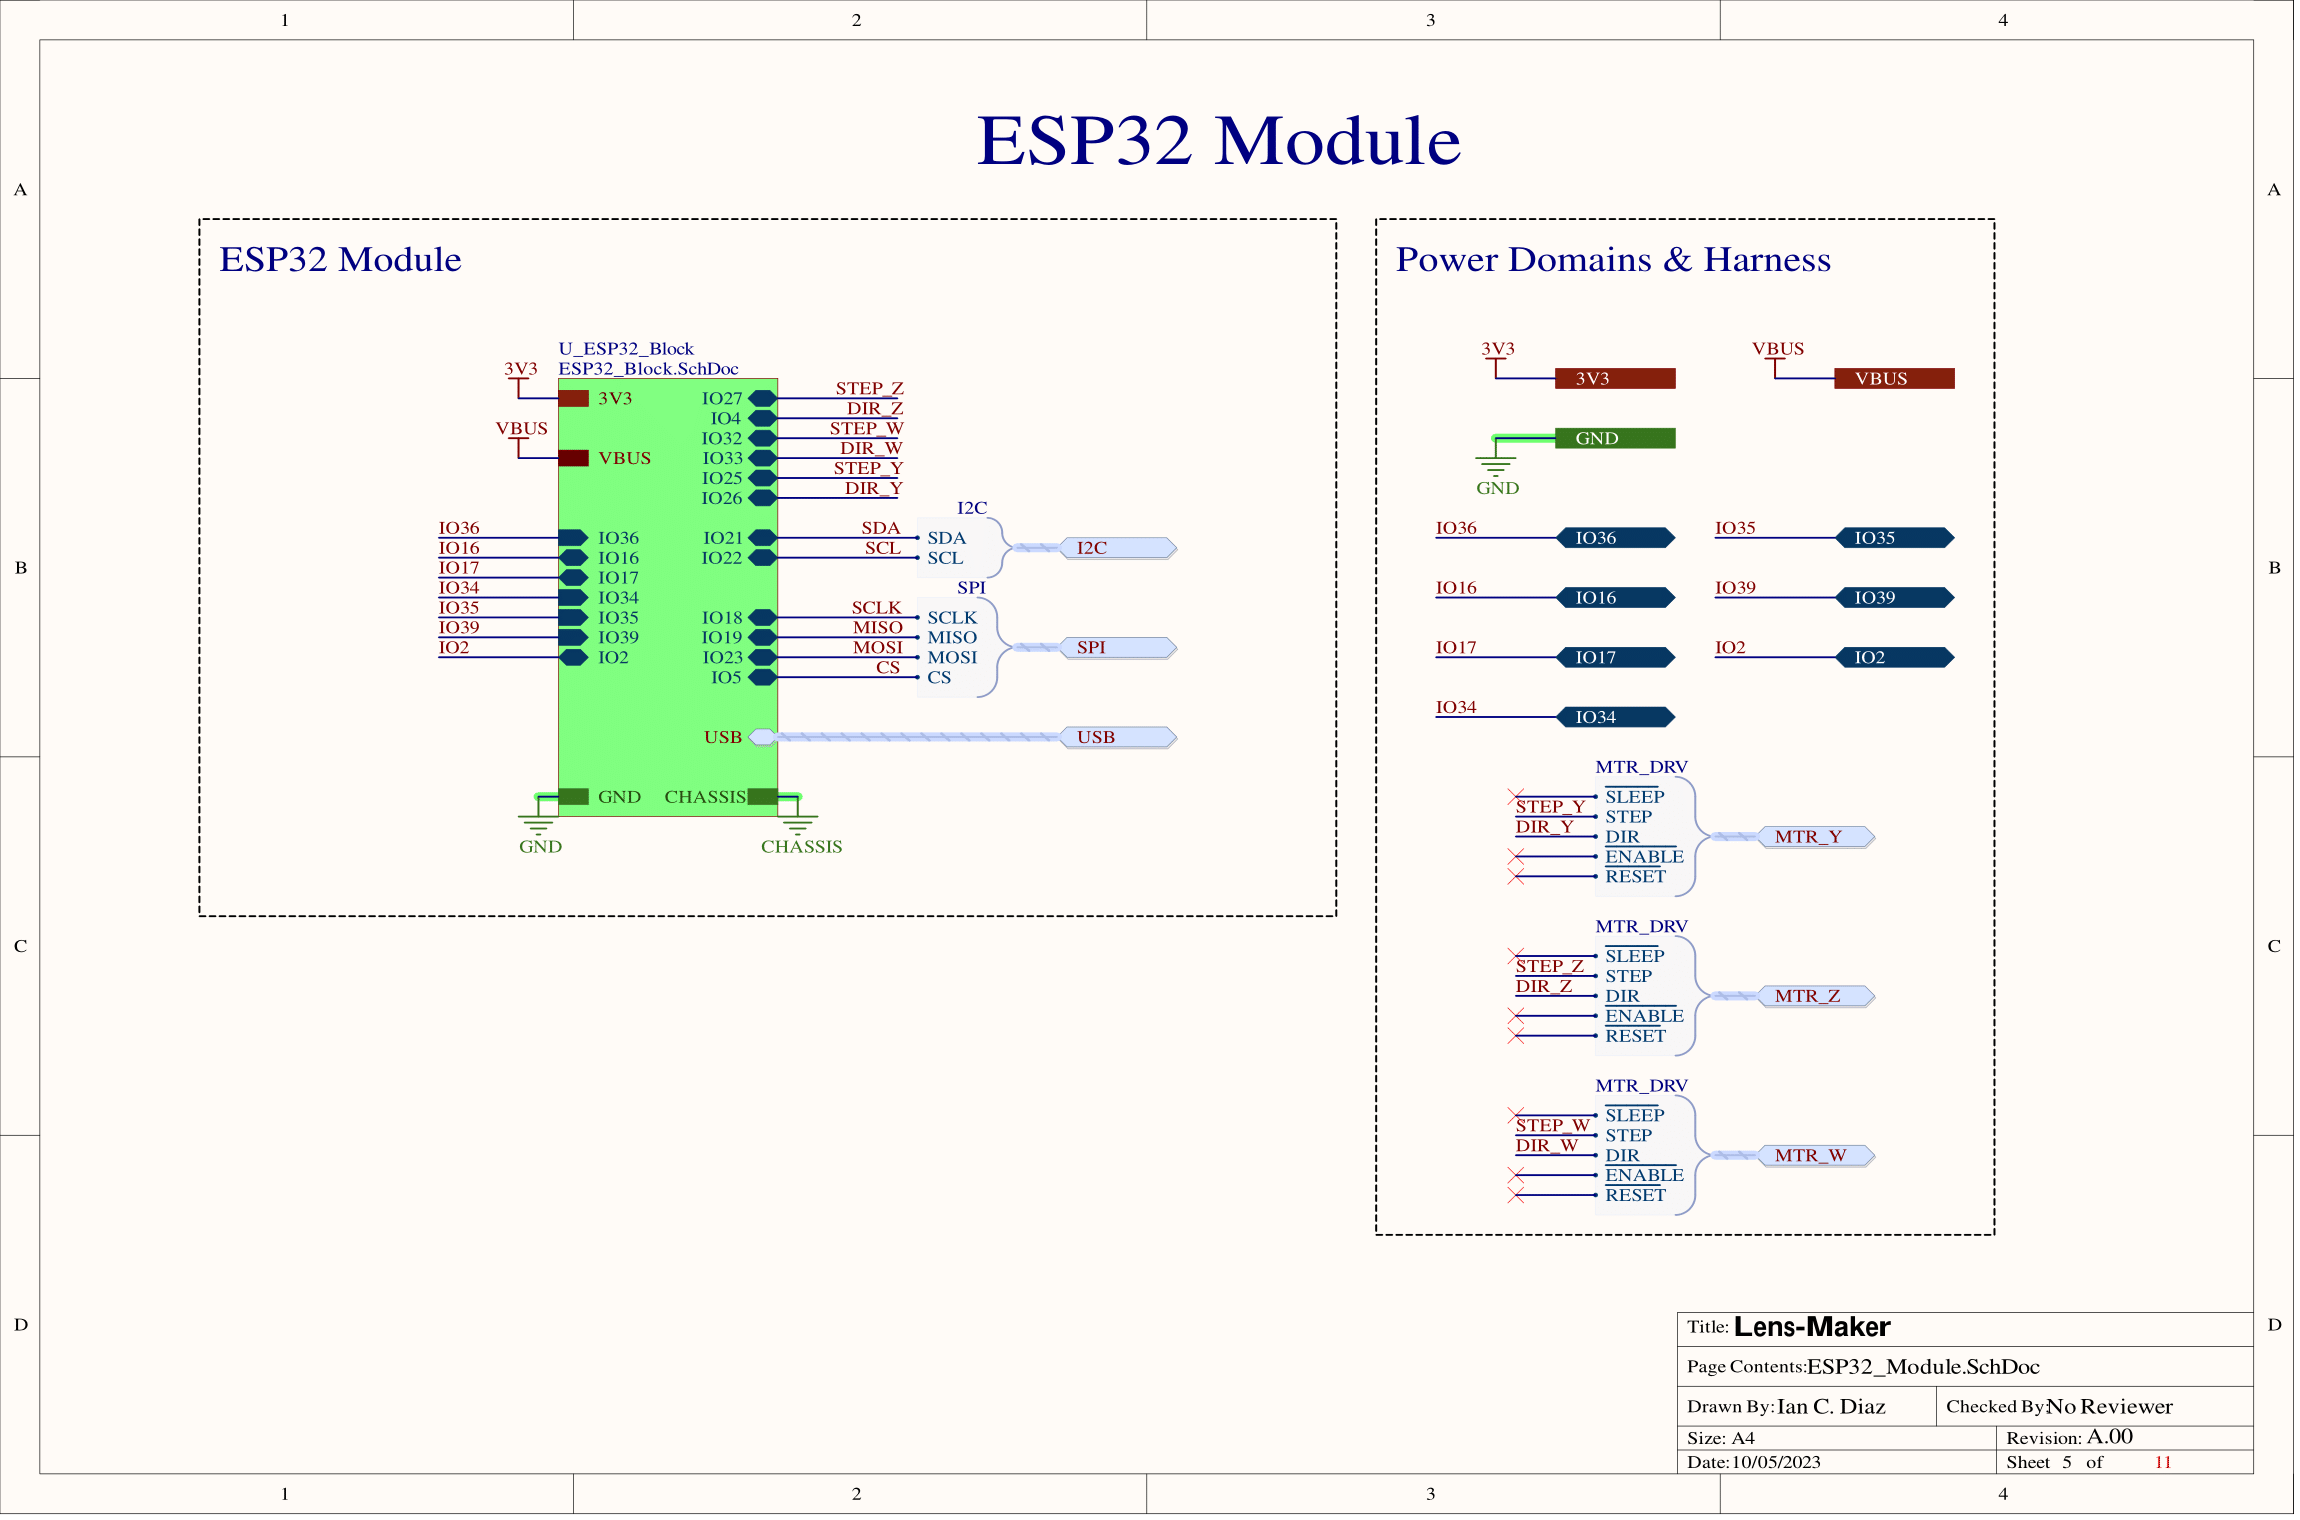 1 2 3 4
A A
ESP32 Module
ESP32 Module
Power Domains & Harness
U_ESP32_Block
ESP32_Block.SchDoc
3V3
3V3
VBUS
VBUS
IO36 IO36
IO16 IO16
IO17 IO17
IO34 IO34
IO35 IO35
IO39 IO39
IO2 IO2
GND
GND
IO27 STEP_Z
IO4 DIR_Z
IO32 STEP_W
IO33 DIR_W
IO25 STEP_Y
IO26 DIR_Y
I2C
IO21 SDA SDA
IO22 SCL SCL
I2C
SPI
IO18 SCLK SCLK
IO19 MISO MISO
IO23 MOSI MOSI
IO5 CS CS
SPI
USB USB
CHASSIS
CHASSIS
3V3 3V3
VBUS VBUS
GND
GND
IO36 IO36 IO35 IO35
IO16 IO16 IO39 IO39
IO17 IO17 IO2 IO2
IO34 IO34
MTR_DRV
SLEEP
STEP_Y STEP
DIR_Y DIR
MTR_Y
ENABLE
RESET
MTR_DRV
SLEEP
STEP_Z STEP
DIR_Z DIR
MTR_Z
ENABLE
RESET
MTR_DRV
SLEEP
STEP_W STEP
DIR_W DIR
MTR_W
ENABLE
RESET
B B
C C
D D
Title: Lens-Maker
Page Contents: ESP32_Module.SchDoc
Drawn By: Ian C. Diaz Checked By: No Reviewer
Size: A4 Revision: A.00
Date: 10/05/2023 Sheet 5 of 11
1 2 3 4